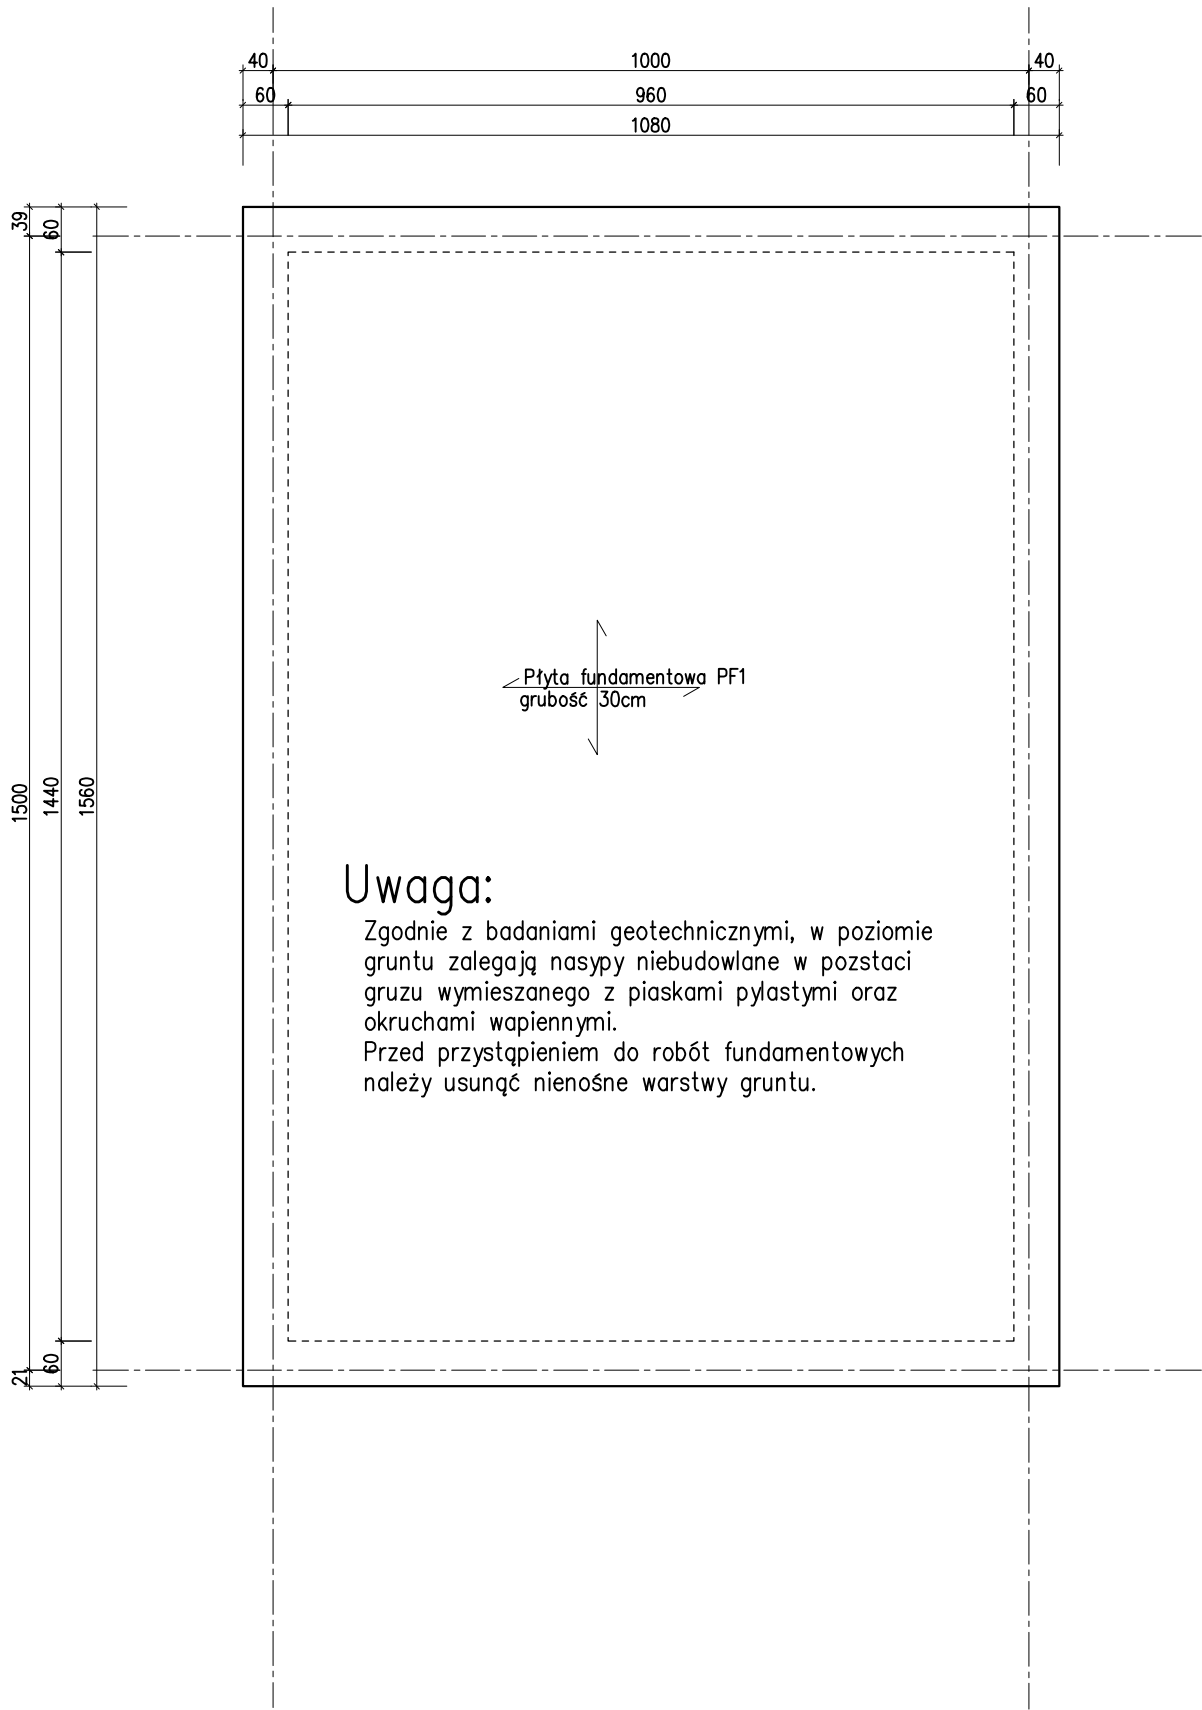 40 1000 40
60 960 60
1080
39
60
1500
1440
1560
Płyta fundamentowa PF1
grubość 30cm
Uwaga:
Zgodnie z badaniami geotechnicznymi, w poziomie
gruntu zalegają nasypy niebudowlane w pozstaci
gruzu wymieszanego z piaskami pylastymi oraz
okruchami wapiennymi.
Przed przystąpieniem do robót fundamentowych
należy usunąć nienośne warstwy gruntu.
60
21